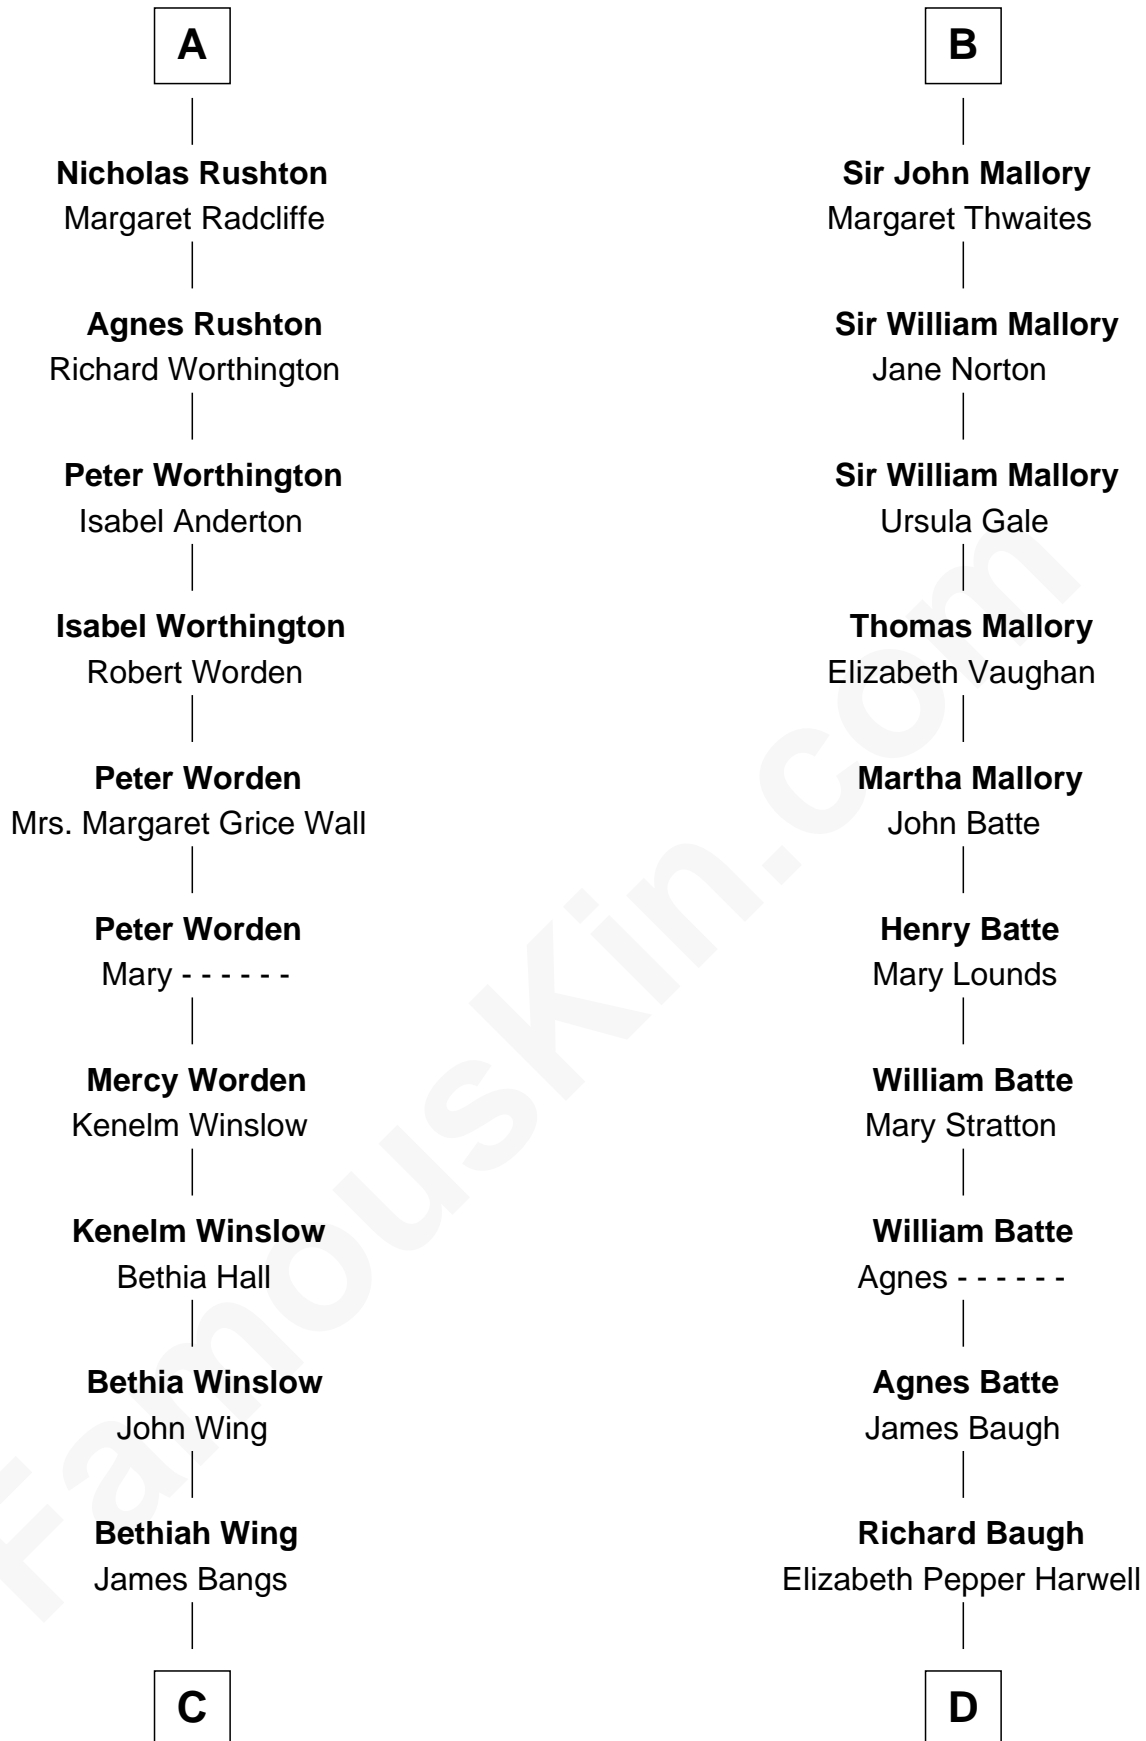 A
Nicholas Rushton
Margaret Radcliffe
Agnes Rushton
Richard Worthington
Peter Worthington
Isabel Anderton
Isabel Worthington
Robert Worden
Peter Worden
Mrs. Margaret Grice Wall
Peter Worden
Mary - - - - - -
Mercy Worden
Kenelm Winslow
Kenelm Winslow
Bethia Hall
Bethia Winslow
John Wing
Bethiah Wing
James Bangs
C
B
Sir John Mallory
Margaret Thwaites
Sir William Mallory
Jane Norton
Sir William Mallory
Ursula Gale
Thomas Mallory
Elizabeth Vaughan
Martha Mallory
John Batte
Henry Batte
Mary Lounds
William Batte
Mary Stratton
William Batte
Agnes - - - - - -
Agnes Batte
James Baugh
Richard Baugh
Elizabeth Pepper Harwell
D
FamousKin.com